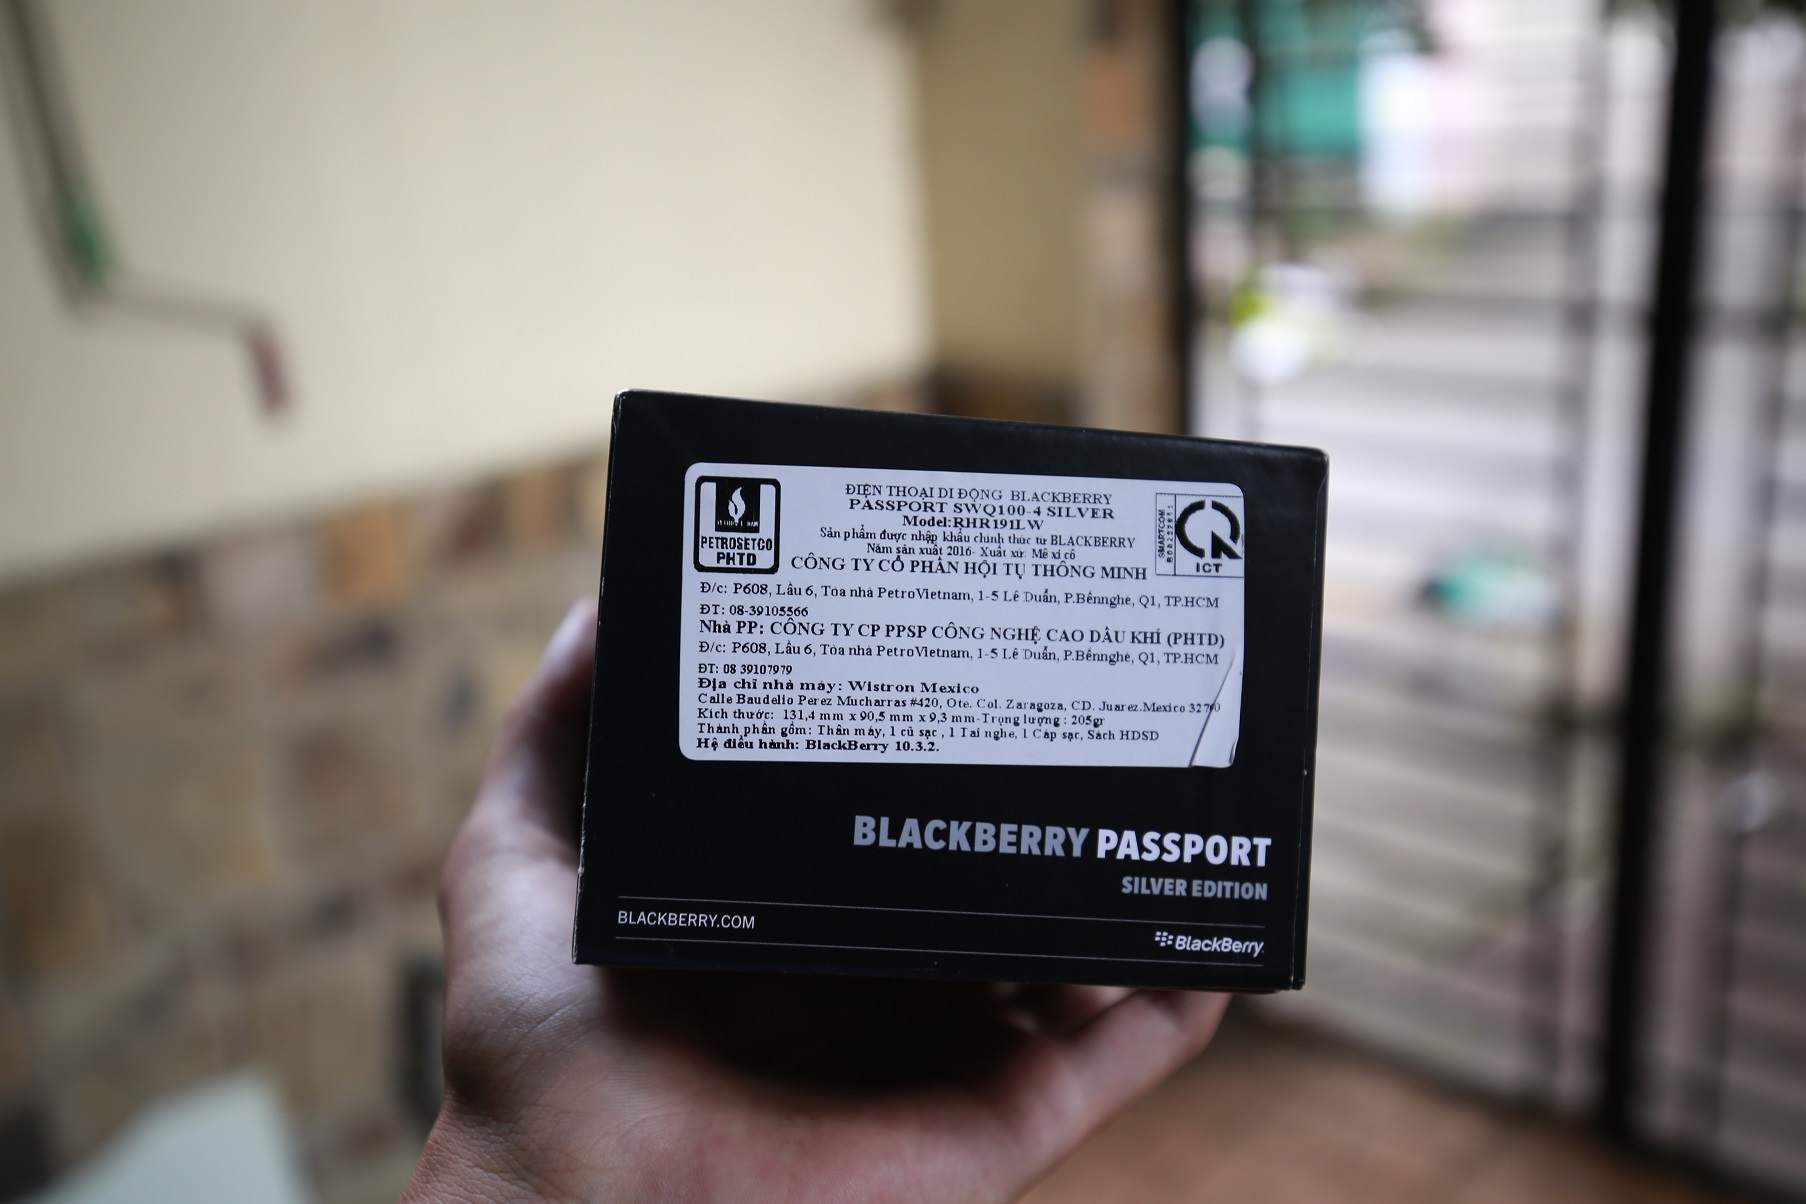 PETROSETCO
PHTD
ĐIỆN THOẠI DI ĐỘNG BLACKBERRY
PASSPORT SWQ100-4 SILVER
Model:RHR191LW
Sản phẩm được nhập khẩu chính thức từ BLACKBERRY
Năm sản xuất 2016- Xuất xứ: Mê xi cô
CÔNG TY CỔ PHẦN HỘI TỤ THÔNG MINH
SMARTCOM
ICT
Đ/c: P608, Lầu 6, Tòa nhà PetroVietnam, 1-5 Lê Duẩn, P.Bếnnghé, Q1, TP.HCM
ĐT: 08-39105566
Nhà PP: CÔNG TY CP PPSP CÔNG NGHỆ CAO DẦU KHÍ (PHTD)
Đ/c: P608, Lầu 6, Tòa nhà PetroVietnam, 1-5 Lê Duẩn, P.Bếnnghé, Q1, TP.HCM
ĐT: 08 39107979
Địa chỉ nhà máy: Wistron Mexico
Calle Baudelio Perez Mucharras #420, Ote. Col. Zaragoza, CD. Juarez.Mexico 32700
Kích thước: 131,4 mm x 90,5 mm x 9,3 mm-Trọng lượng : 205gr
Thành phần gồm: Thân máy, 1 củ sạc , 1 Tai nghe, 1 Cáp sạc, Sách HDSD
Hệ điều hành: BlackBerry 10.3.2.
BLACKBERRY PASSPORT
SILVER EDITION
BLACKBERRY.COM
BlackBerry